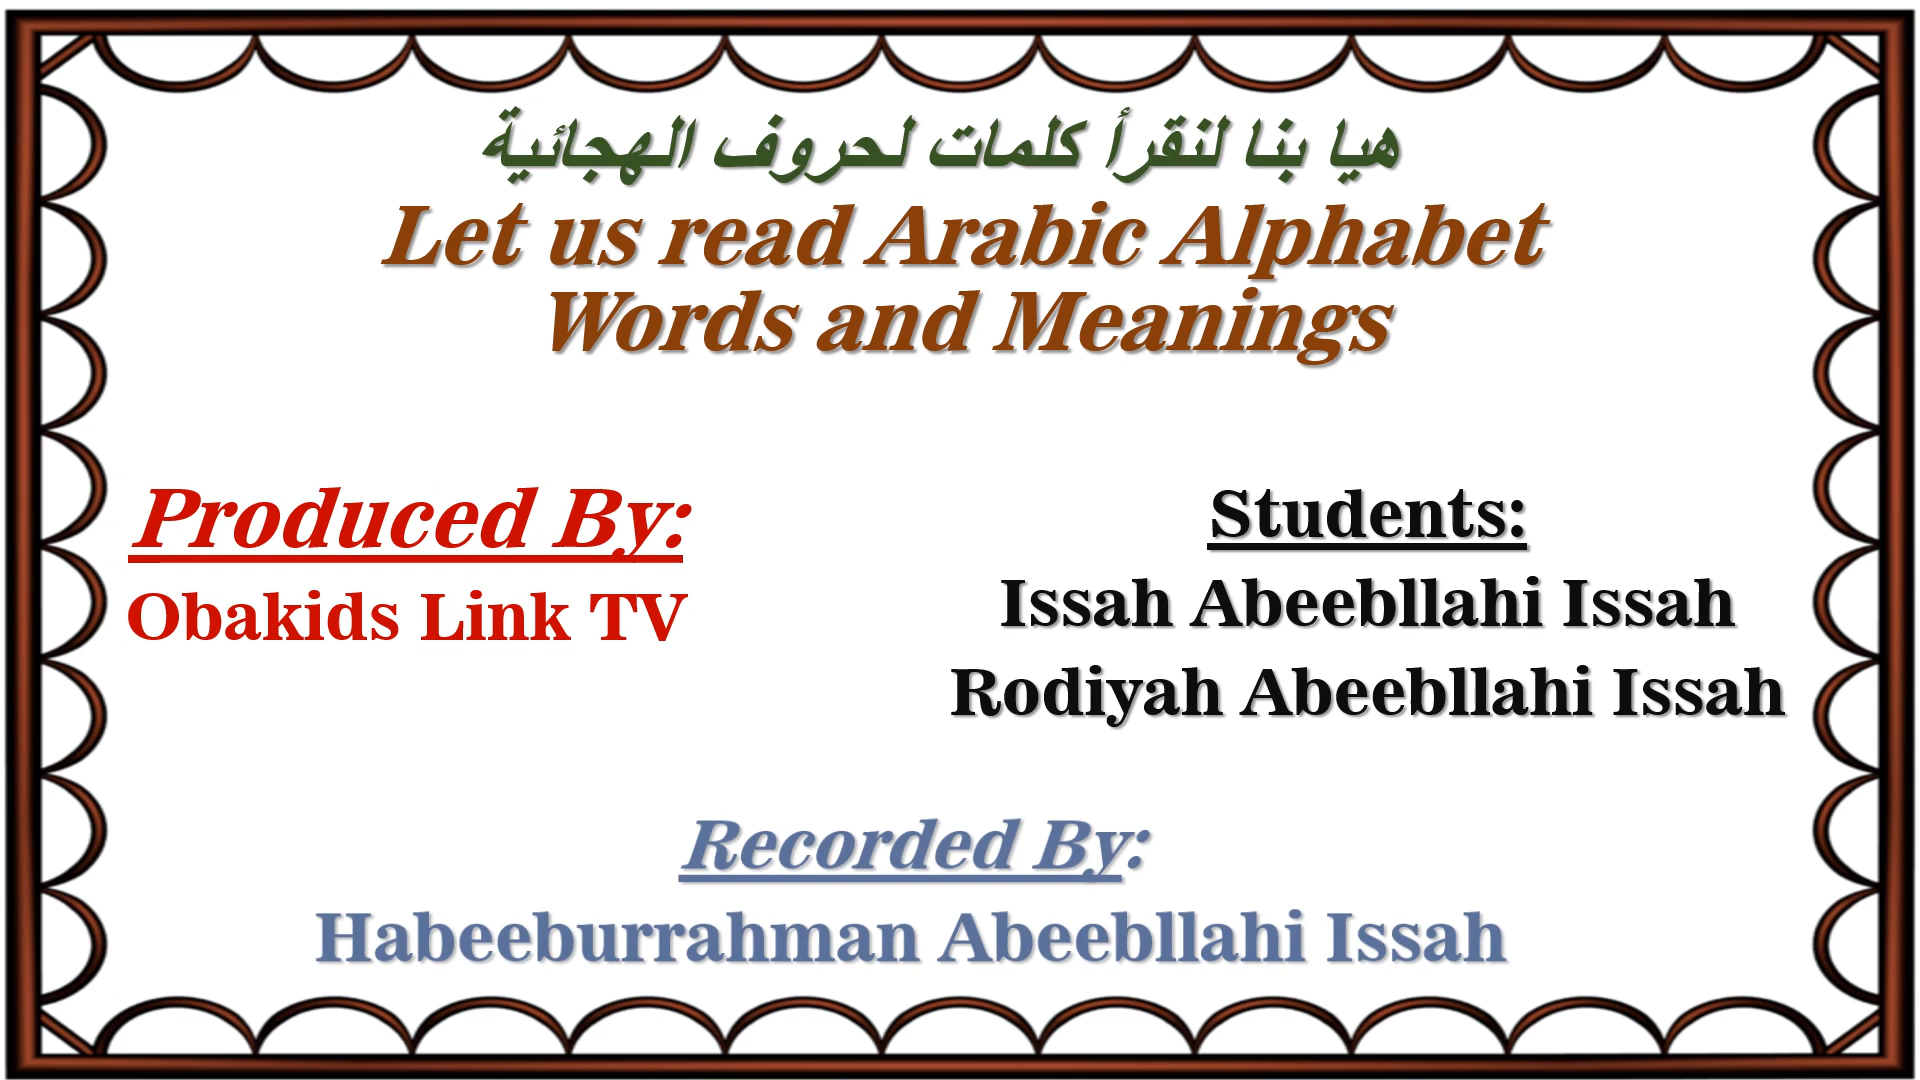 هيا بنا لنقرأ كلمات لحروف الهجائية
Let us read Arabic Alphabet
Words and Meanings
Produced By:
Obakids Link TV
Students:
Issah Abeebllahi Issah
Rodiyah Abeebllahi Issah
Recorded By:
Habeeburrahman Abeebllahi Issah